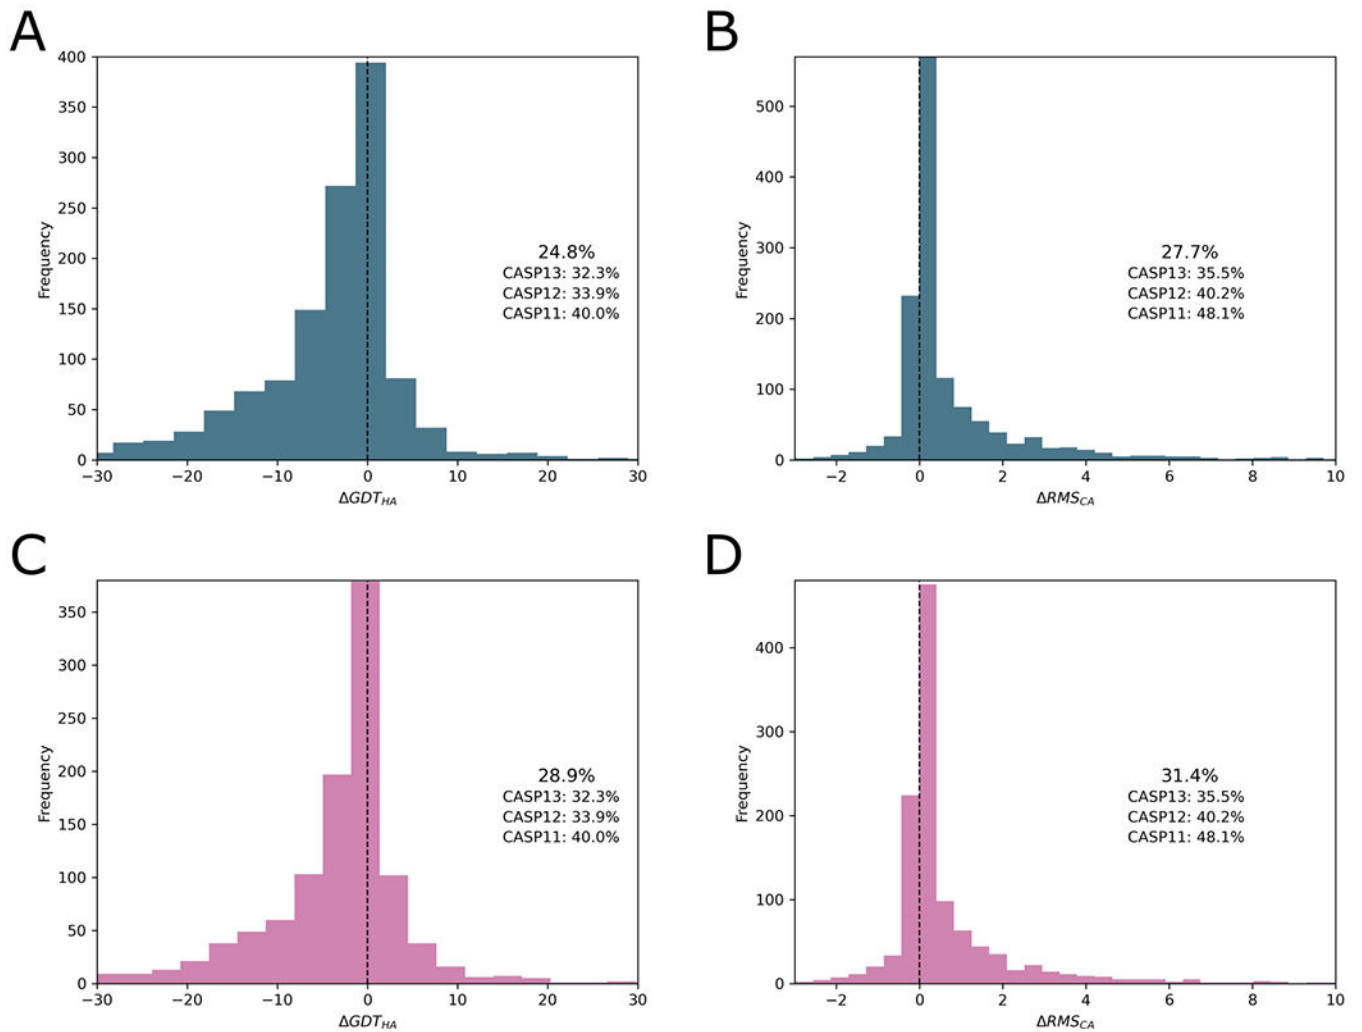 A
400
350
300
250
200
150
100
50
0
Frequency
24.8%
CASP13: 32.3%
CASP12: 33.9%
CASP11: 40.0%
−30 −20 −10 0 10 20 30
ΔGDT_HA
B
500
400
300
200
100
0
Frequency
27.7%
CASP13: 35.5%
CASP12: 40.2%
CASP11: 48.1%
−2 0 2 4 6 8 10
ΔRMS_CA
C
350
300
250
200
150
100
50
0
Frequency
28.9%
CASP13: 32.3%
CASP12: 33.9%
CASP11: 40.0%
−30 −20 −10 0 10 20 30
ΔGDT_HA
D
400
300
200
100
0
Frequency
31.4%
CASP13: 35.5%
CASP12: 40.2%
CASP11: 48.1%
−2 0 2 4 6 8 10
ΔRMS_CA